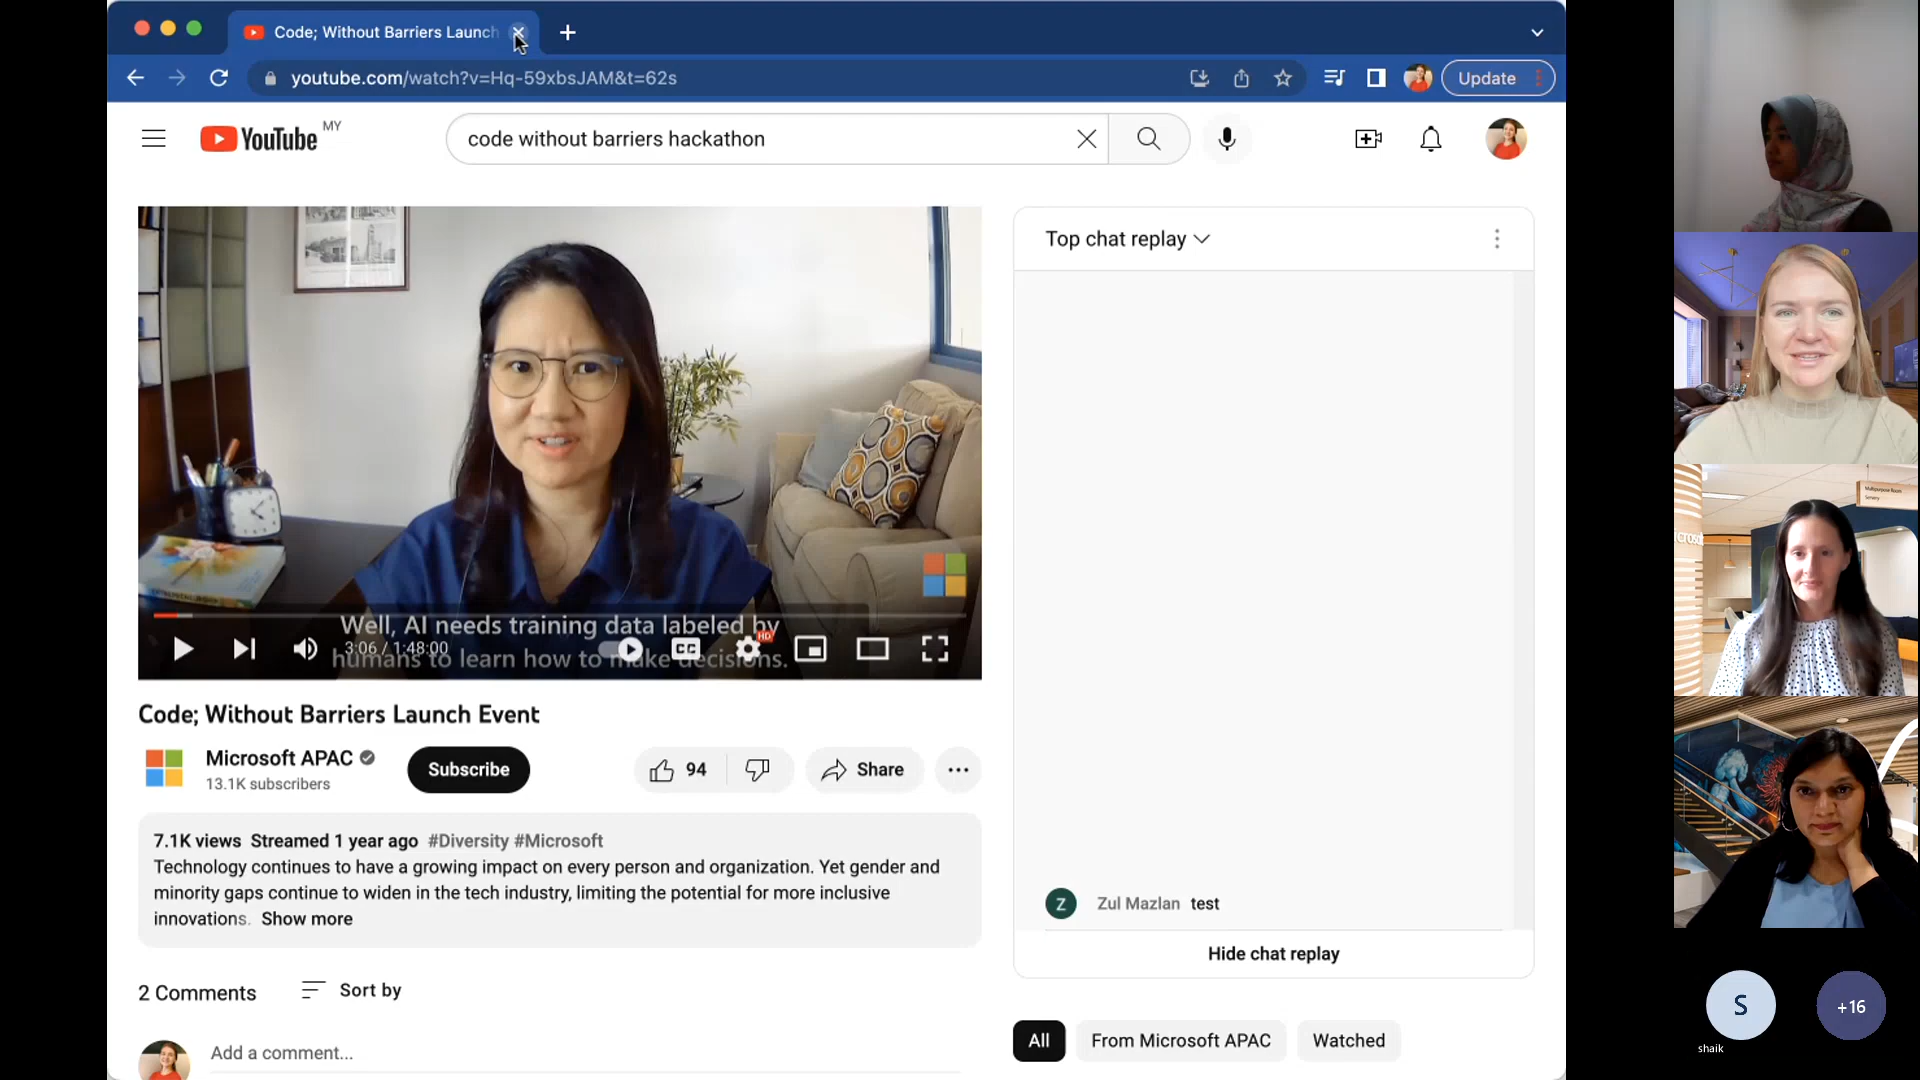 Code; Without Barriers Launch
youtube.com/watch?v=Hq-59xbsJAM&t=62s
Update
YouTube MY
code without barriers hackathon
Top chat replay
Well, AI needs training data labeled by
humans to learn how to make decisions.
3:06 / 1:48:00
CC
HD
Code; Without Barriers Launch Event
Microsoft APAC
13.1K subscribers
Subscribe
94
Share
7.1K views Streamed 1 year ago #Diversity #Microsoft
Technology continues to have a growing impact on every person and organization. Yet gender and
minority gaps continue to widen in the tech industry, limiting the potential for more inclusive
innovations. Show more
2 Comments
Sort by
Add a comment...
Z
Zul Mazlan test
Hide chat replay
All
From Microsoft APAC
Watched
Multipurpose Room
S
shaik
+16